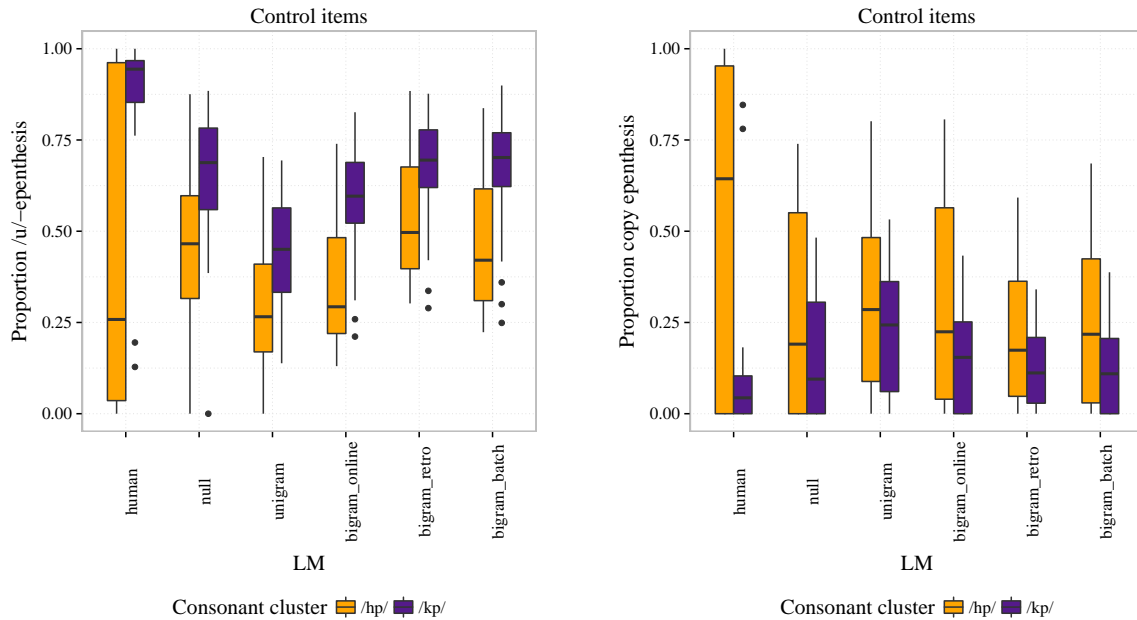 Control items
Proportion /u/-epenthesis
1.00
0.75
0.50
0.25
0.00
human
null
unigram
bigram_online
bigram_retro
bigram_batch
LM
Consonant cluster /hp/ /kp/
Control items
Proportion copy epenthesis
1.00
0.75
0.50
0.25
0.00
human
null
unigram
bigram_online
bigram_retro
bigram_batch
LM
Consonant cluster /hp/ /kp/